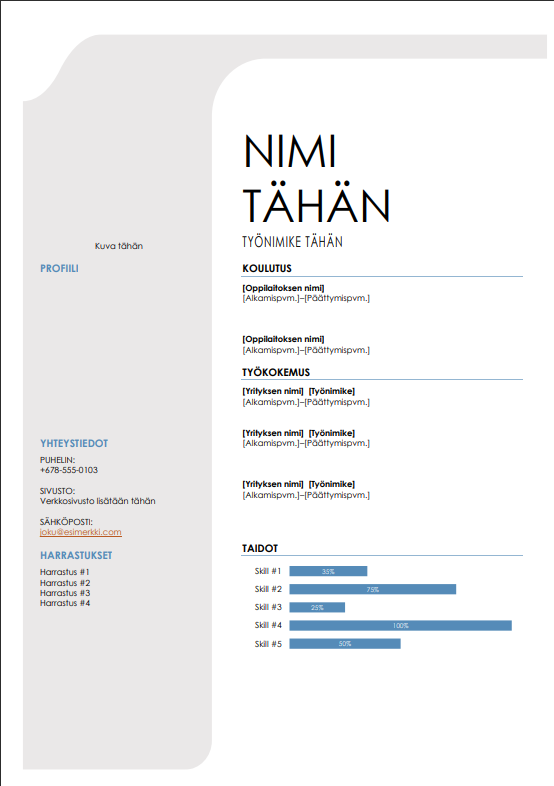 Kuva tähän
PROFIILI
YHTEYSTIEDOT
PUHELIN:
+678-555-0103
SIVUSTO:
Verkkosivusto lisätään tähän
SÄHKÖPOSTI:
joku@esimerkki.com
HARRASTUKSET
Harrastus #1
Harrastus #2
Harrastus #3
Harrastus #4
NIMI
TÄHÄN
TYÖNIMIKE TÄHÄN
KOULUTUS
[Oppilaitoksen nimi]
[Alkamispvm.]–[Päättymispvm.]
[Oppilaitoksen nimi]
[Alkamispvm.]–[Päättymispvm.]
TYÖKOKEMUS
[Yrityksen nimi] [Työnimike]
[Alkamispvm.]–[Päättymispvm.]
[Yrityksen nimi] [Työnimike]
[Alkamispvm.]–[Päättymispvm.]
[Yrityksen nimi] [Työnimike]
[Alkamispvm.]–[Päättymispvm.]
TAIDOT
Skill #1 35%
Skill #2 75%
Skill #3 25%
Skill #4 100%
Skill #5 50%